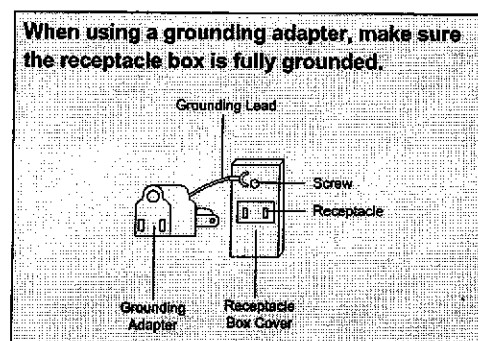 When using a grounding adapter, make sure
the receptacle box is fully grounded.
Grounding Lead
Screw
Receptacle
Grounding
Adapter
Receptacle
Box Cover